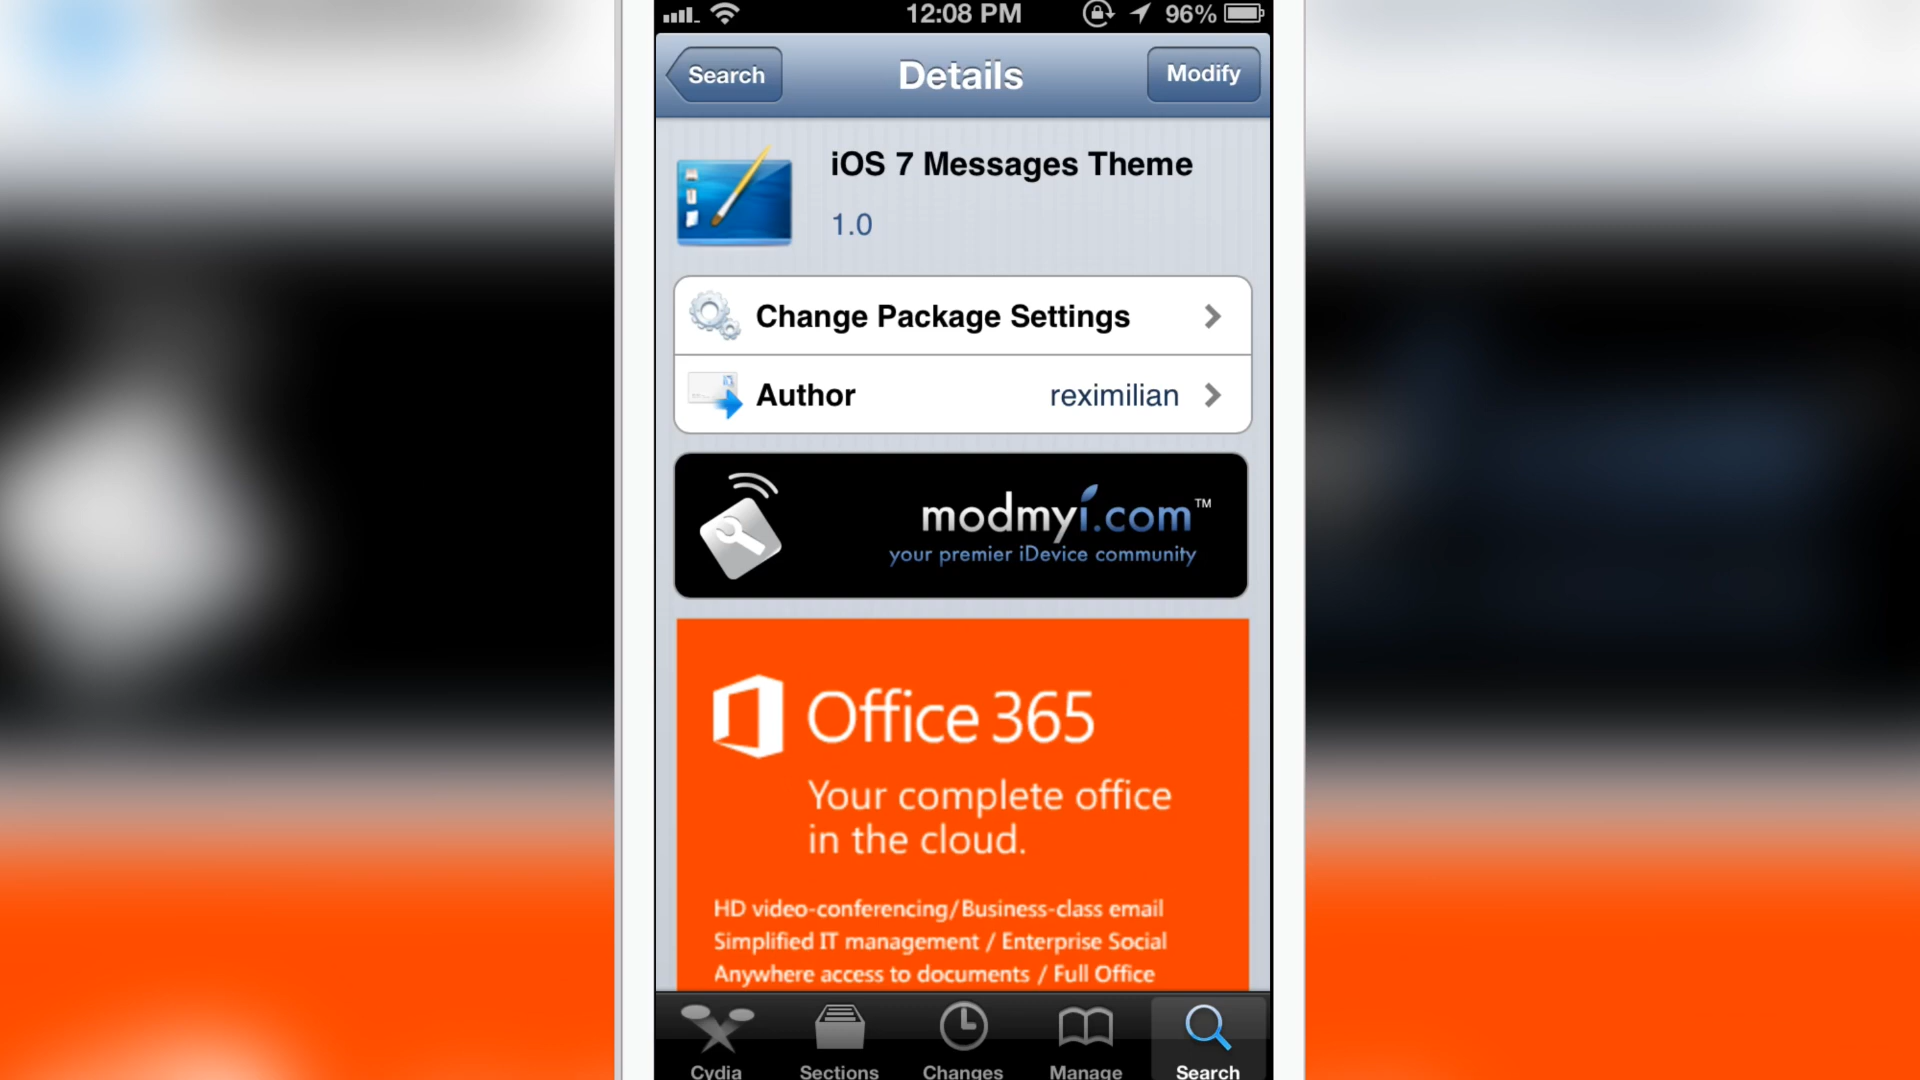 12:08 PM 96%
Search Details Modify
iOS 7 Messages Theme
1.0
Change Package Settings
Author reximilian
modmyi.com™
your premier iDevice community
Office 365
Your complete office
in the cloud.
HD video-conferencing/Business-class email
Simplified IT management / Enterprise Social
Anywhere access to documents / Full Office
Cydia Sections Changes Manage Search